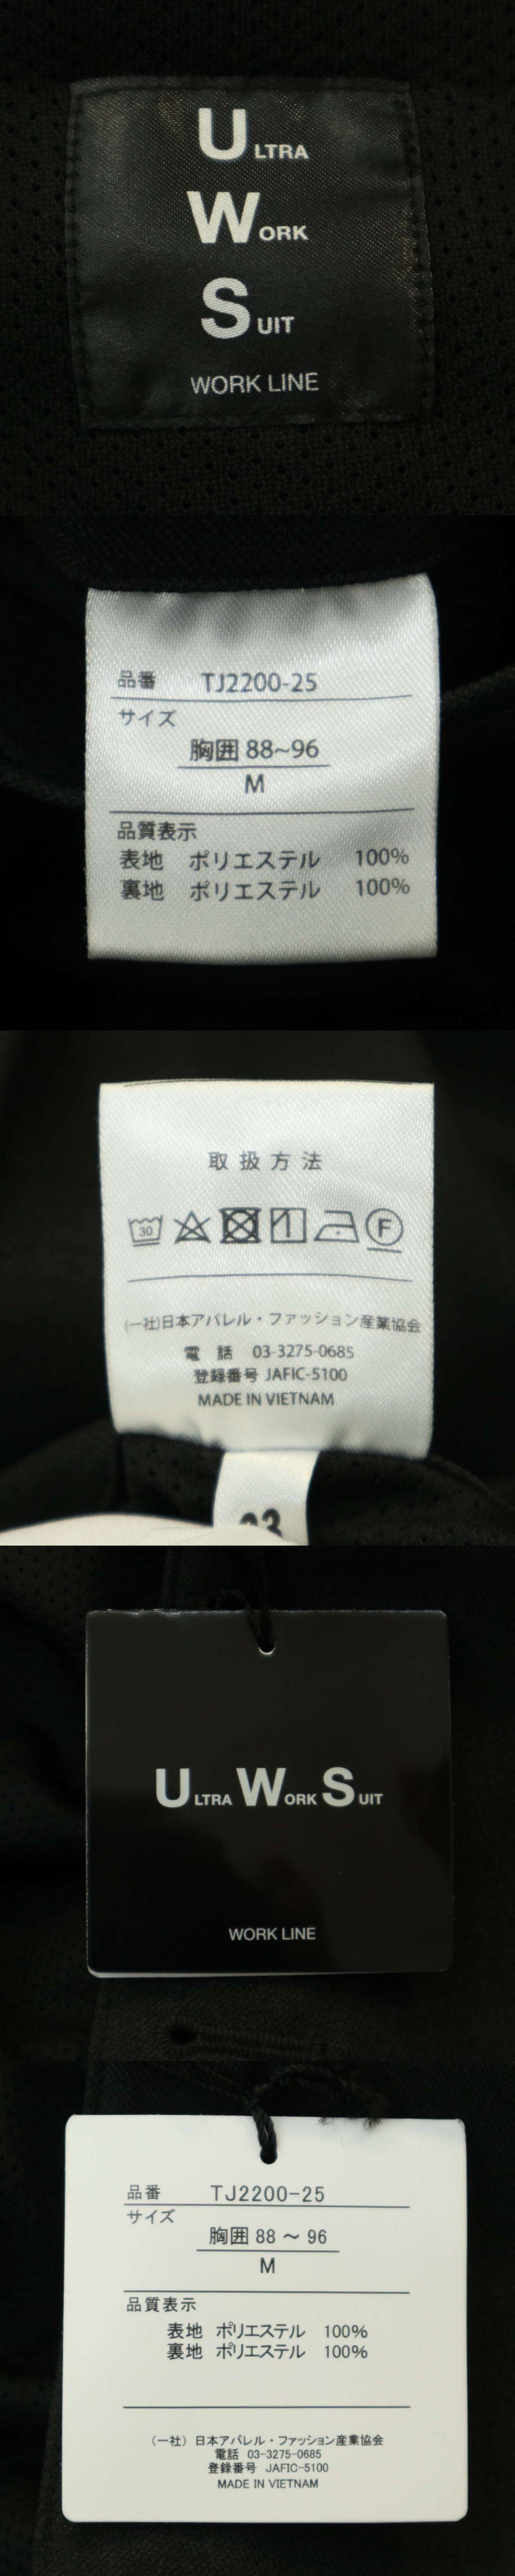 ULTRA
WORK
SUIT
WORK LINE
品番 TJ2200-25
サイズ
胸囲 88~96
M
品質表示
表地 ポリエステル 100%
裏地 ポリエステル 100%
取扱方法
30 F
(一社)日本アパレル・ファッション産業協会
電話 03-3275-0685
登録番号 JAFIC-5100
MADE IN VIETNAM
ULTRA WORK SUIT
WORK LINE
品番 TJ2200-25
サイズ
胸囲 88 ～ 96
M
品質表示
表地 ポリエステル 100%
裏地 ポリエステル 100%
(一社) 日本アパレル・ファッション産業協会
電話 03-3275-0685
登録番号 JAFIC-5100
MADE IN VIETNAM